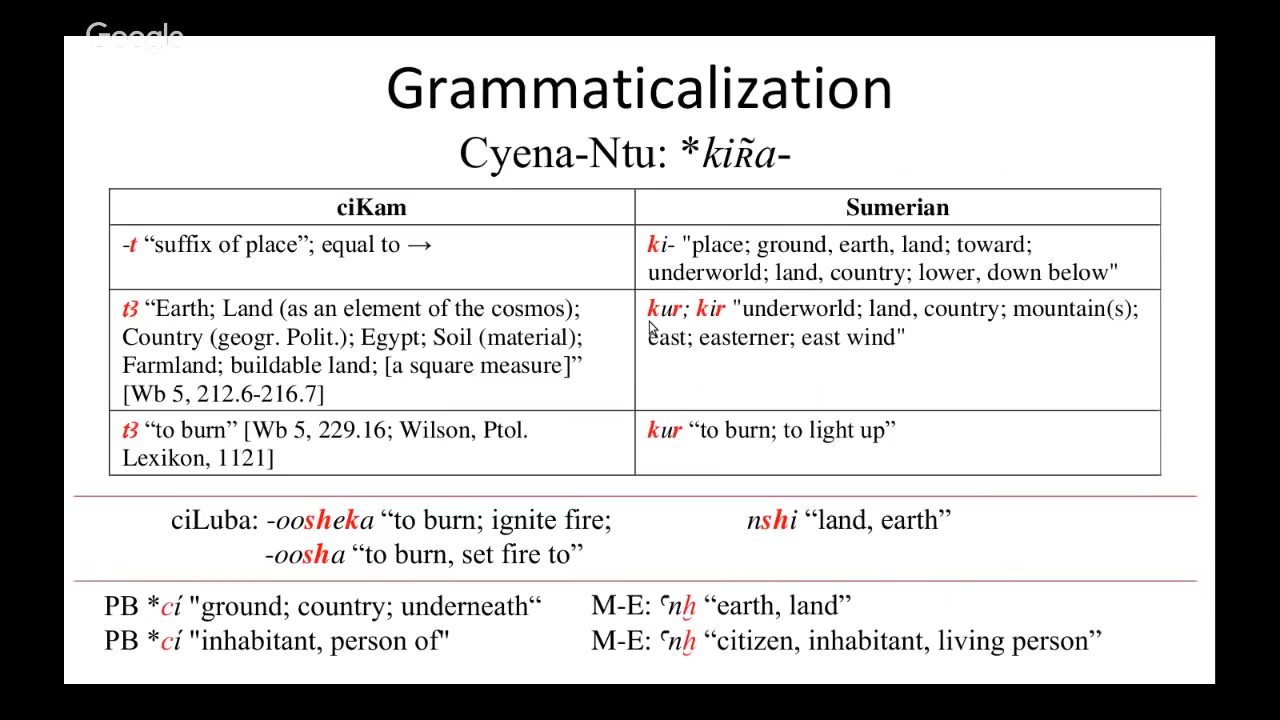 Google
Grammaticalization
Cyena-Ntu: *kiʀ̃a-
ciKam
Sumerian
-t “suffix of place”; equal to →
ki- "place; ground, earth, land; toward;
underworld; land, country; lower, down below"
tȝ “Earth; Land (as an element of the cosmos);
Country (geogr. Polit.); Egypt; Soil (material);
Farmland; buildable land; [a square measure]”
[Wb 5, 212.6-216.7]
kur; kir "underworld; land, country; mountain(s);
east; easterner; east wind"
tȝ “to burn” [Wb 5, 229.16; Wilson, Ptol.
Lexikon, 1121]
kur “to burn; to light up”
ciLuba: -oosheka “to burn; ignite fire;
nshi “land, earth”
-oosha “to burn, set fire to”
PB *cí "ground; country; underneath“
M-E: ꜥnḫ “earth, land”
PB *cí "inhabitant, person of"
M-E: ꜥnḫ “citizen, inhabitant, living person”